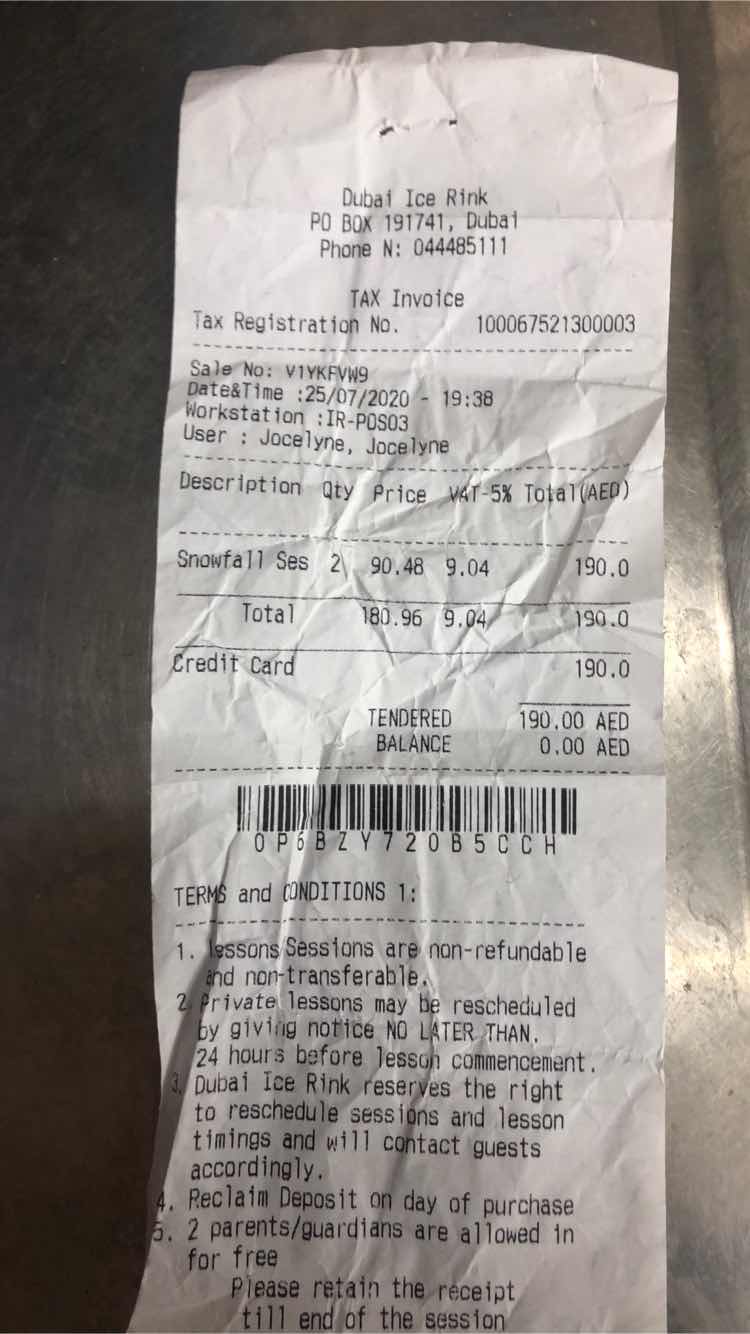 Dubai Ice Rink
PO BOX 191741, Dubai
Phone N: 044485111
TAX Invoice
Tax Registration No. 100067521300003
Sale No: V1YKFVW9
Date&Time :25/07/2020 - 19:38
Workstation :IR-POS03
User : Jocelyne, Jocelyne
Description Qty Price VAT-5% Total(AED)
Snowfall Ses 2 90.48 9.04 190.0
Total 180.96 9.04 190.0
Credit Card 190.0
TENDERED 190.00 AED
BALANCE 0.00 AED
OP6BZY720B5CCH
TERMS and CONDITIONS 1:
1. lessons/Sessions are non-refundable
and non-transferable.
2. Private lessons may be rescheduled
by giving notice NO LATER THAN.
24 hours before lesson commencement.
3. Dubai Ice Rink reserves the right
to reschedule sessions and lesson
timings and will contact guests
accordingly.
4. Reclaim Deposit on day of purchase
5. 2 parents/guardians are allowed in
for free
Please retain the receipt
till end of the session